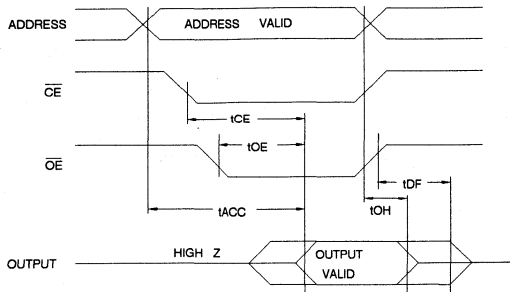 ADDRESS
ADDRESS VALID
CE
tCE
OE
tOE
tDF
tACC
tOH
HIGH Z
OUTPUT
OUTPUT
VALID